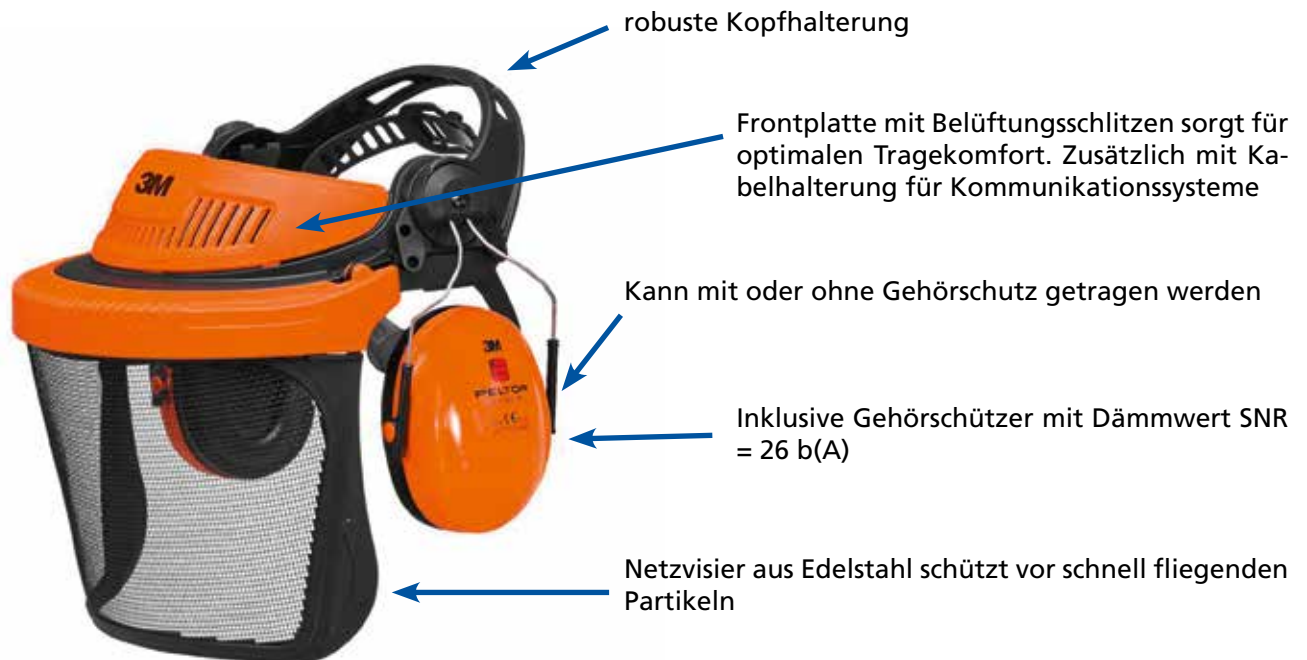 robuste Kopfhalterung
Frontplatte mit Belüftungsschlitzen sorgt für
optimalen Tragekomfort. Zusätzlich mit Ka-
belhalterung für Kommunikationssysteme
3M
Kann mit oder ohne Gehörschutz getragen werden
3M
PELTOR
CE
Inklusive Gehörschützer mit Dämmwert SNR
= 26 b(A)
Netzvisier aus Edelstahl schützt vor schnell fliegenden
Partikeln